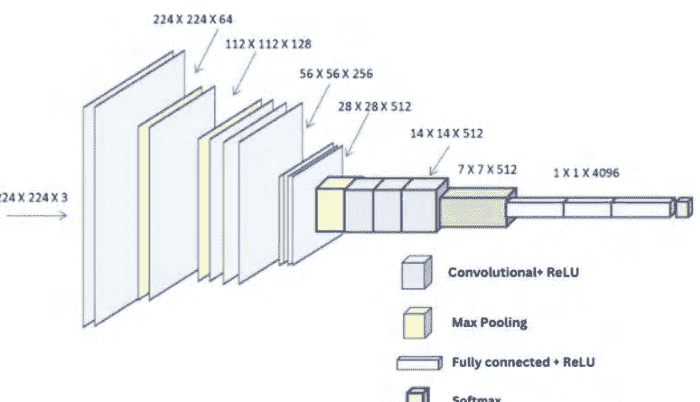 224 X 224 X 64
112 X 112 X 128
56 X 56 X 256
28 X 28 X 512
14 X 14 X 512
7 X 7 X 512
1 X 1 X 4096
224 X 224 X 3
Convolutional+ ReLU
Max Pooling
Fully connected + ReLU
Softmax